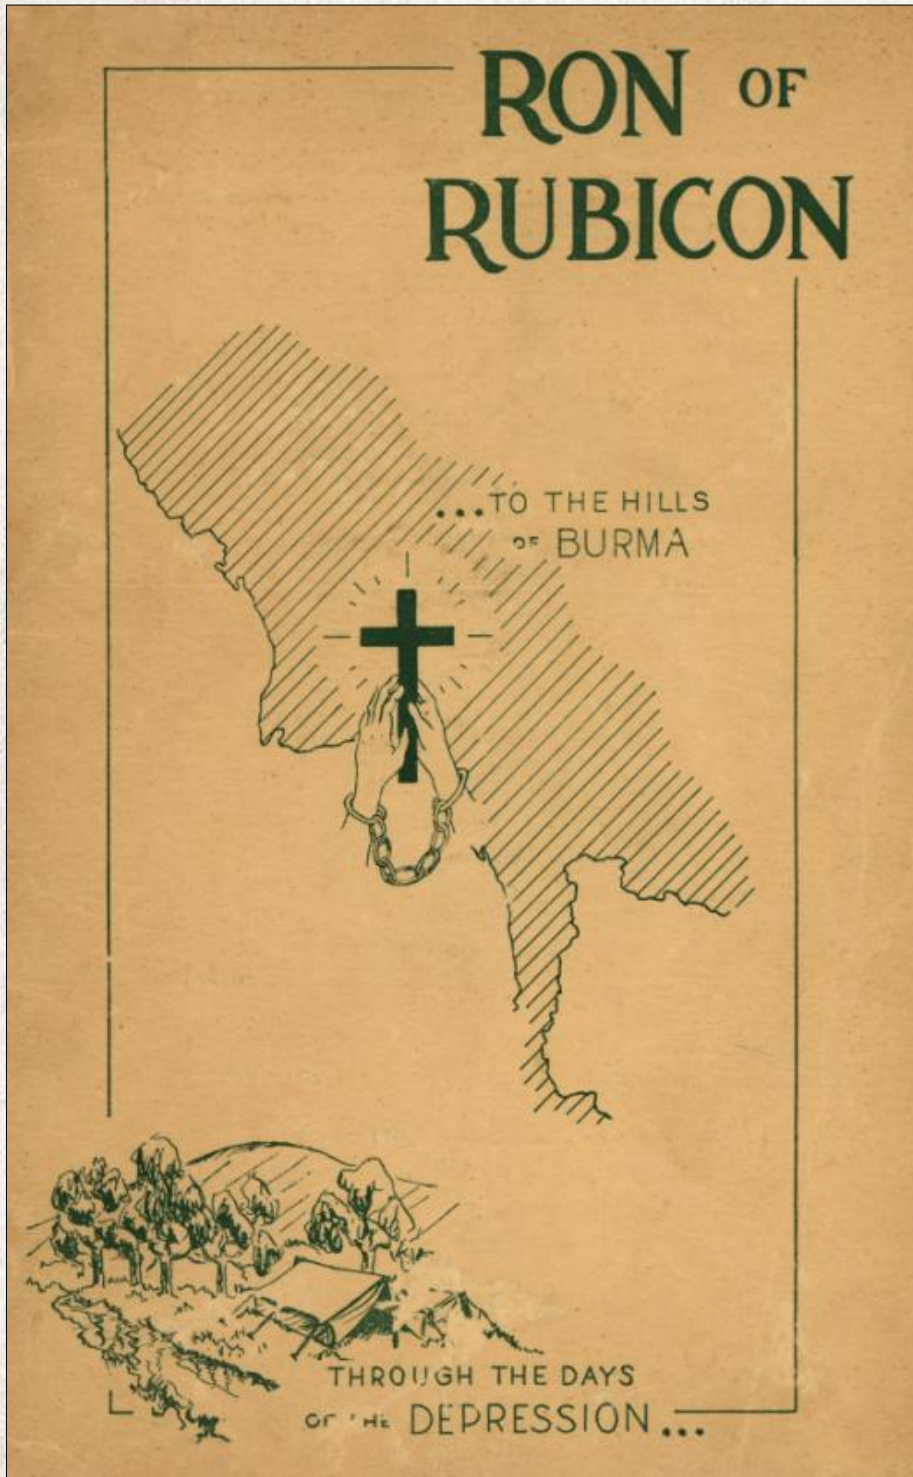 RON OF
RUBICON
...TO THE HILLS
OF BURMA
THROUGH THE DAYS
OF THE DEPRESSION...